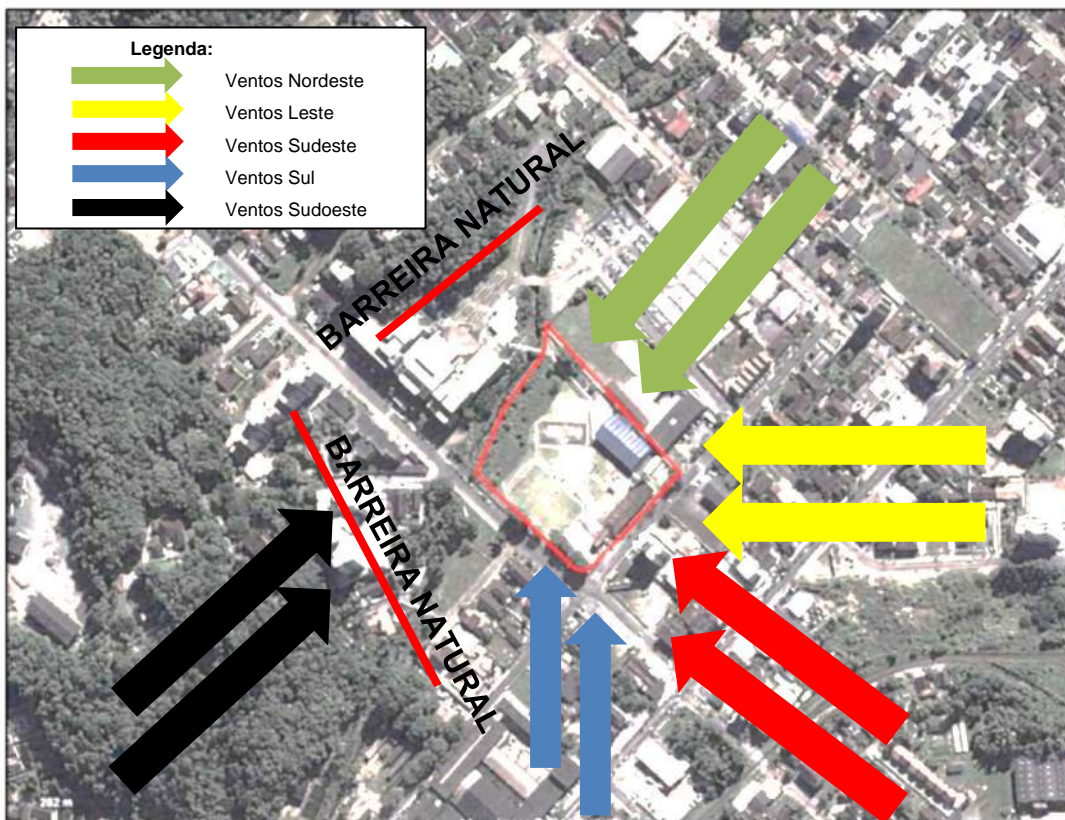 Legenda:
Ventos Nordeste
Ventos Leste
Ventos Sudeste
Ventos Sul
Ventos Sudoeste
BARREIRA NATURAL
BARREIRA NATURAL
262 m